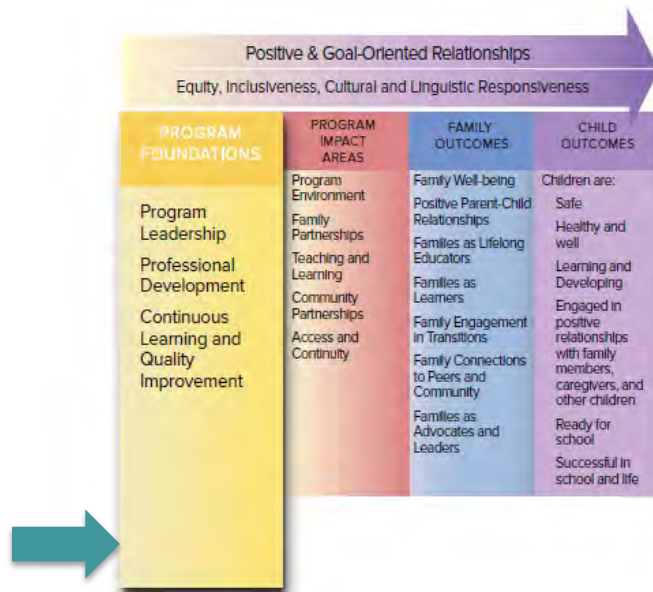 Positive & Goal-Oriented Relationships
Equity, Inclusiveness, Cultural and Linguistic Responsiveness
PROGRAM
FOUNDATIONS
Program
Leadership
Professional
Development
Continuous
Learning and
Quality
Improvement
PROGRAM
IMPACT
AREAS
Program
Environment
Family
Partnerships
Teaching and
Learning
Community
Partnerships
Access and
Continuity
FAMILY
OUTCOMES
Family Well-being
Positive Parent-Child
Relationships
Families as Lifelong
Educators
Families as
Learners
Family Engagement
in Transitions
Family Connections
to Peers and
Community
Families as
Advocates and
Leaders
CHILD
OUTCOMES
Children are:
Safe
Healthy and
well
Learning and
Developing
Engaged in
positive
relationships
with family
members,
caregivers, and
other children
Ready for
school
Successful in
school and life